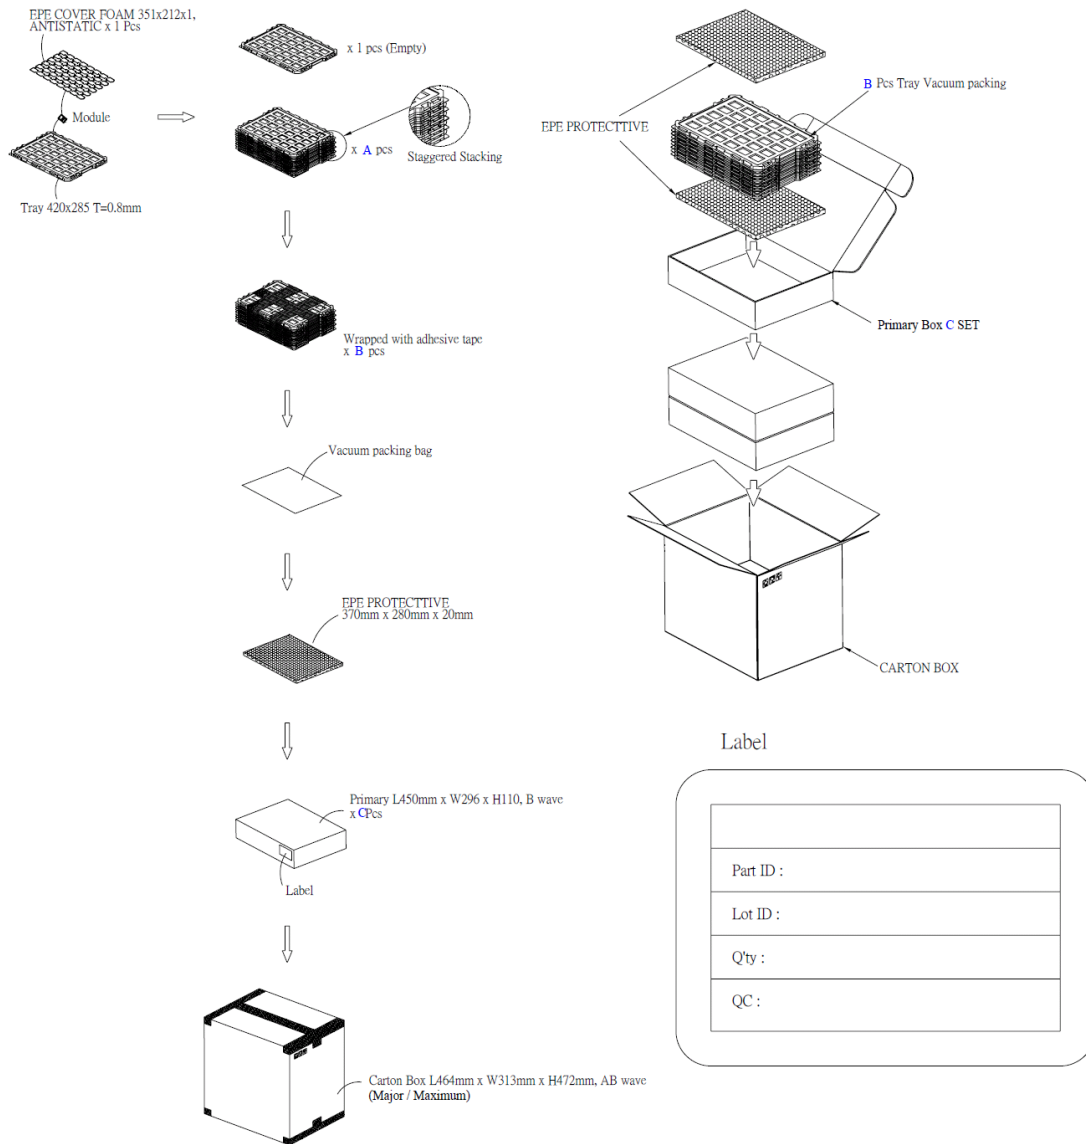 EPE COVER FOAM 351x212x1,
ANTISTATIC x 1 Pcs
Module
Tray 420x285 T=0.8mm
x 1 pcs (Empty)
x A pcs
Staggered Stacking
Wrapped with adhesive tape
x B pcs
Vacuum packing bag
EPE PROTECTTIVE
370mm x 280mm x 20mm
Primary L450mm x W296 x H110, B wave
x CPcs
Label
Carton Box L464mm x W313mm x H472mm, AB wave
(Major / Maximum)
B Pcs Tray Vacuum packing
EPE PROTECTTIVE
Primary Box C SET
CARTON BOX
Label
Part ID :
Lot ID :
Q'ty :
QC :